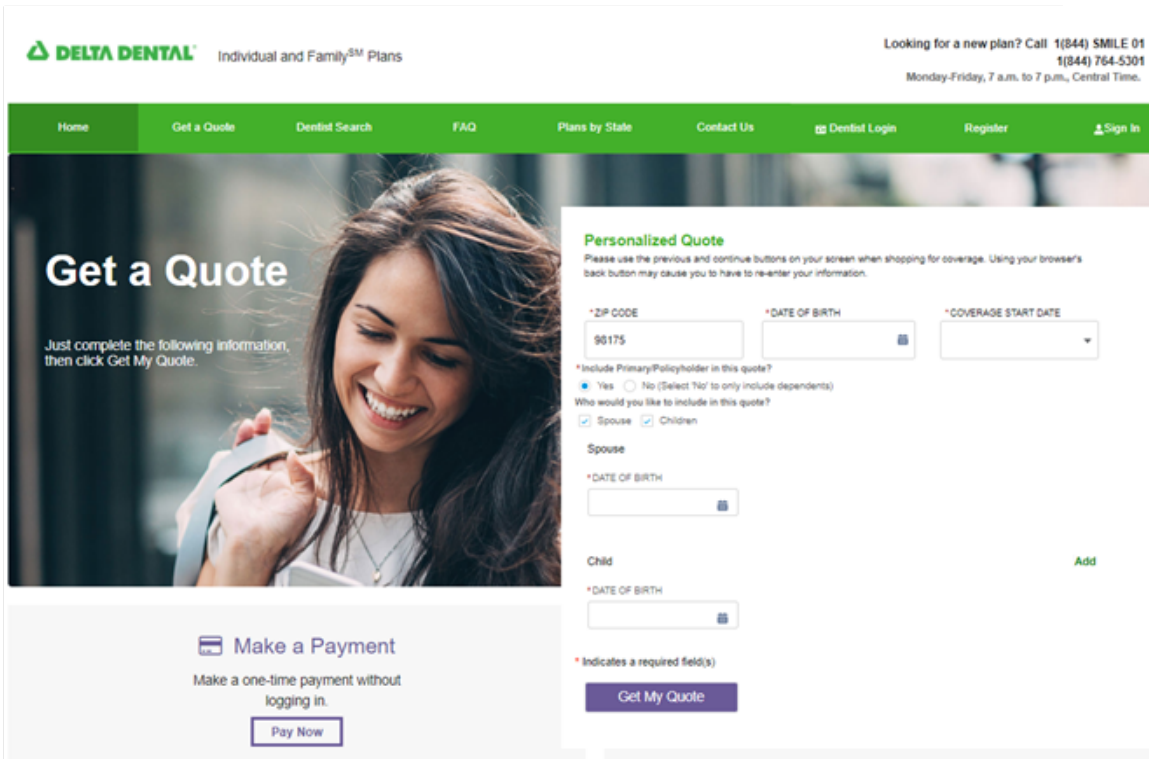 DELTA DENTAL Individual and Family℠ Plans
Looking for a new plan? Call 1(844) SMILE 01
1(844) 764-5301
Monday-Friday, 7 a.m. to 7 p.m., Central Time.
Home Get a Quote Dentist Search FAQ Plans by State Contact Us Dentist Login Register Sign In
Get a Quote
Just complete the following information,
then click Get My Quote.
Personalized Quote
Please use the previous and continue buttons on your screen when shopping for coverage. Using your browser's
back button may cause you to have to re-enter your information.
*ZIP CODE *DATE OF BIRTH *COVERAGE START DATE
98175
*Include Primary/Policyholder in this quote?
Yes No (Select 'No' to only include dependents)
Who would you like to include in this quote?
Spouse Children
Spouse
*DATE OF BIRTH
Child Add
*DATE OF BIRTH
* Indicates a required field(s)
Get My Quote
Make a Payment
Make a one-time payment without
logging in.
Pay Now